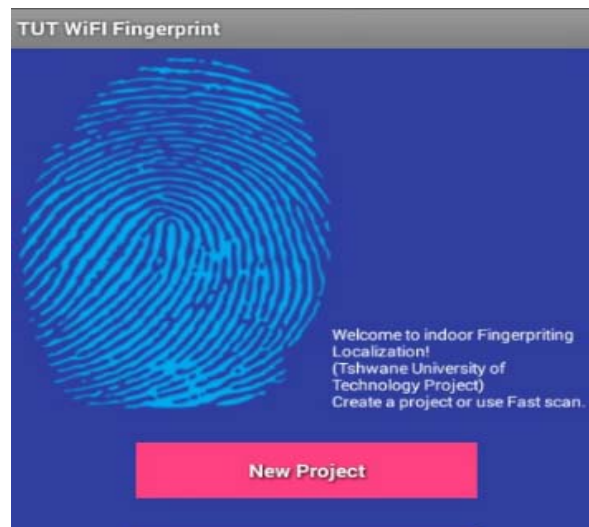 TUT WiFI Fingerprint
Welcome to indoor Fingerpriting
Localization!
(Tshwane University of
Technology Project)
Create a project or use Fast scan.
New Project